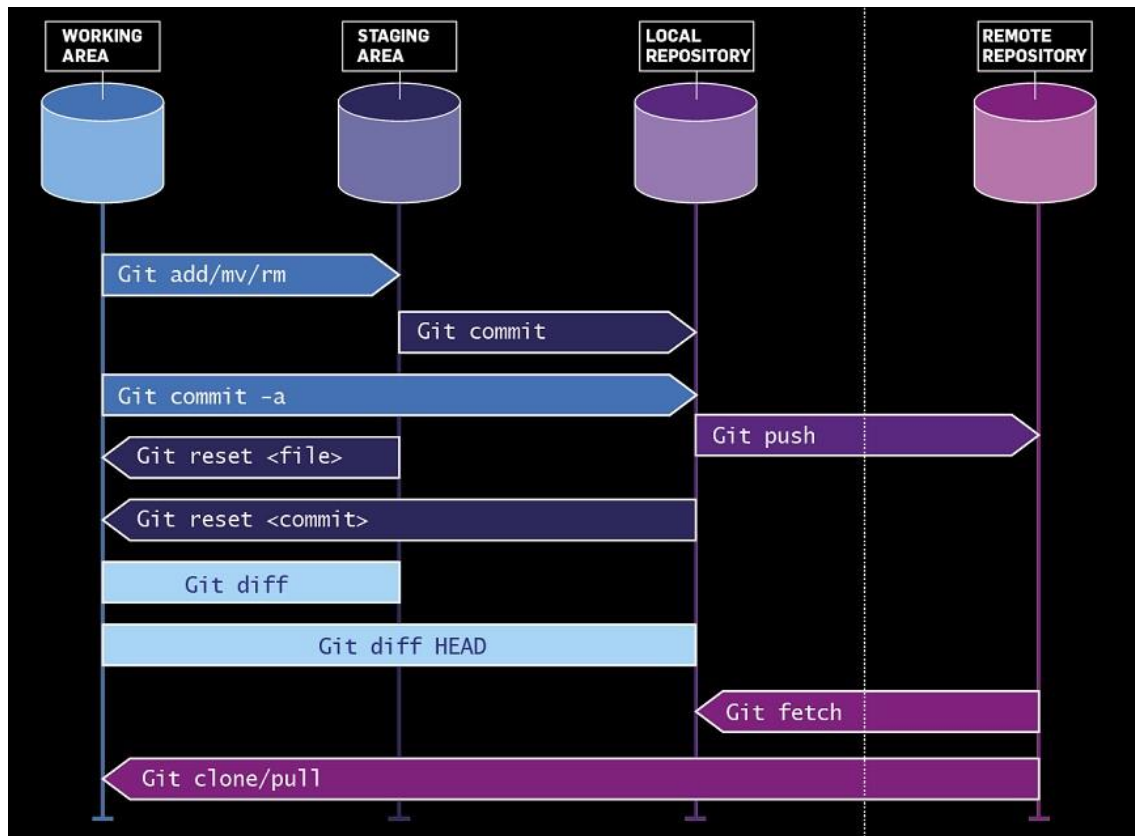 WORKING
AREA
STAGING
AREA
LOCAL
REPOSITORY
REMOTE
REPOSITORY
Git add/mv/rm
Git commit
Git commit -a
Git push
Git reset <file>
Git reset <commit>
Git diff
Git diff HEAD
Git fetch
Git clone/pull